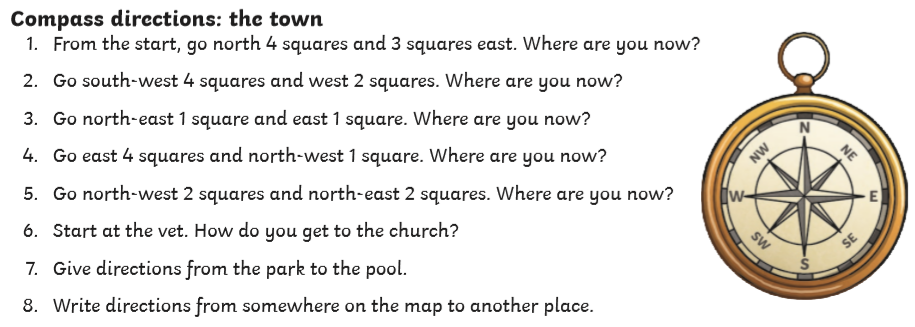 Compass directions: the town
1. From the start, go north 4 squares and 3 squares east. Where are you now?
2. Go south-west 4 squares and west 2 squares. Where are you now?
3. Go north-east 1 square and east 1 square. Where are you now?
4. Go east 4 squares and north-west 1 square. Where are you now?
5. Go north-west 2 squares and north-east 2 squares. Where are you now?
6. Start at the vet. How do you get to the church?
7. Give directions from the park to the pool.
8. Write directions from somewhere on the map to another place.
N
NW NE
W E
SW SE
S